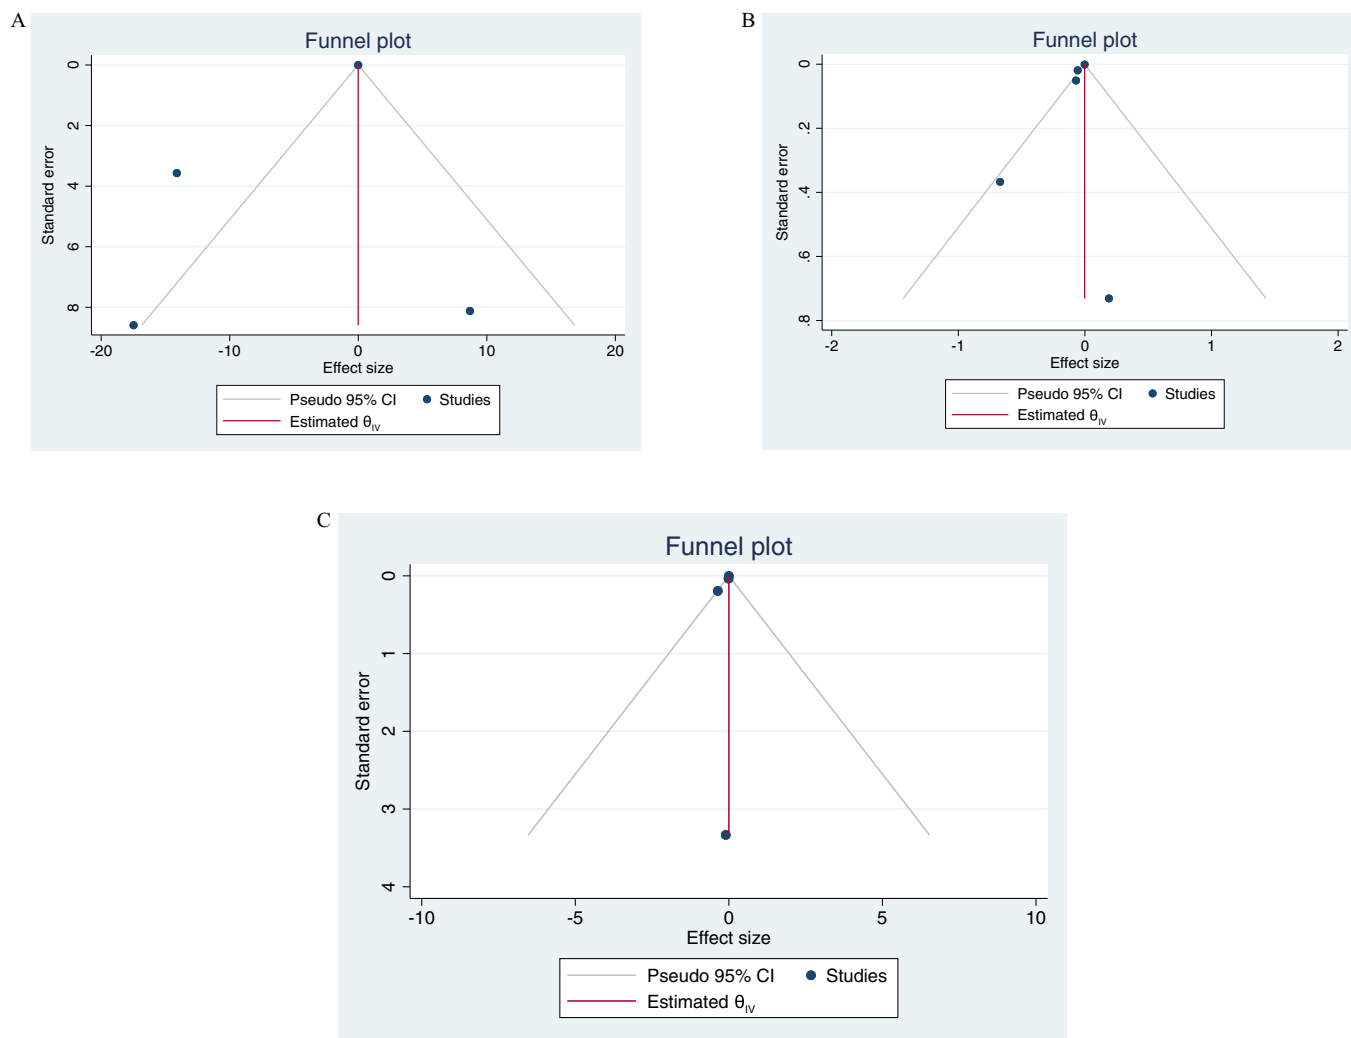 A
Funnel plot
0
2
4
6
8
Standard error
-20 -10 0 10 20
Effect size
Pseudo 95% CI Studies
Estimated θIV
B
Funnel plot
0
.2
.4
.6
.8
Standard error
-2 -1 0 1 2
Effect size
Pseudo 95% CI Studies
Estimated θIV
C
Funnel plot
0
1
2
3
4
Standard error
-10 -5 0 5 10
Effect size
Pseudo 95% CI Studies
Estimated θIV